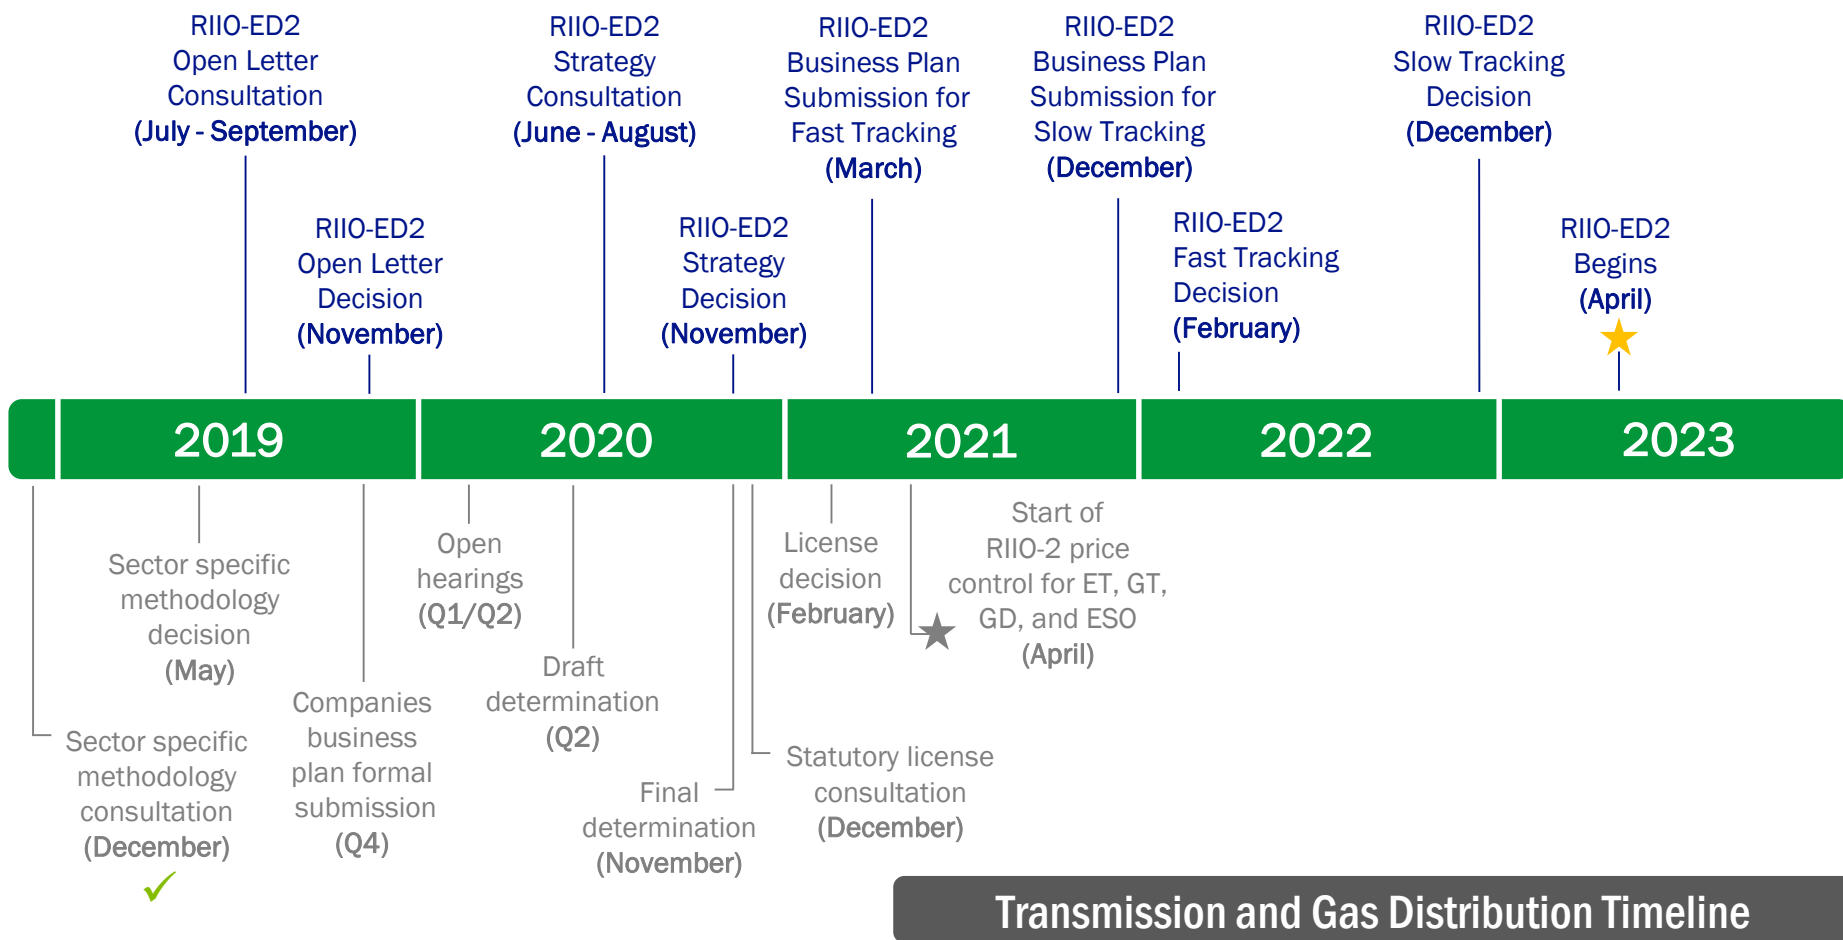 RIIO-ED2
Open Letter
Consultation
(July - September)
RIIO-ED2
Strategy
Consultation
(June - August)
RIIO-ED2
Business Plan
Submission for
Fast Tracking
(March)
RIIO-ED2
Business Plan
Submission for
Slow Tracking
(December)
RIIO-ED2
Slow Tracking
Decision
(December)
RIIO-ED2
Open Letter
Decision
(November)
RIIO-ED2
Strategy
Decision
(November)
RIIO-ED2
Fast Tracking
Decision
(February)
RIIO-ED2
Begins
(April)
2019
2020
2021
2022
2023
Sector specific
methodology
decision
(May)
Open
hearings
(Q1/Q2)
License
decision
(February)
Start of
RIIO-2 price
control for ET, GT,
GD, and ESO
(April)
Sector specific
methodology
consultation
(December)
Companies
business
plan formal
submission
(Q4)
Draft
determination
(Q2)
Final
determination
(November)
Statutory license
consultation
(December)
Transmission and Gas Distribution Timeline